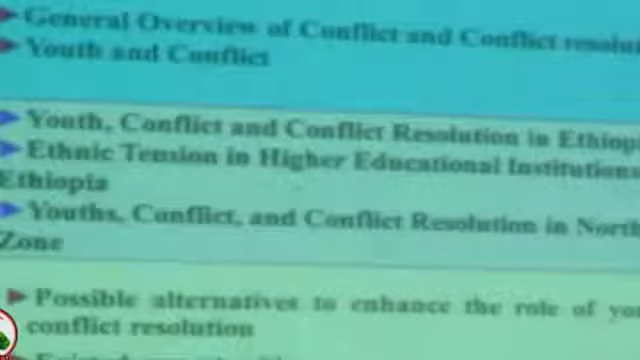 General Overview of Conflict and Conflict
Youth and Conflict
Youth, Conflict and Conflict Resolution in
Ethnic Tension in Higher Educational Institutions
Ethiopia
Youths, Conflict, and Conflict Resolution in
Zone
Possible alternatives to enhance the role of
conflict resolution